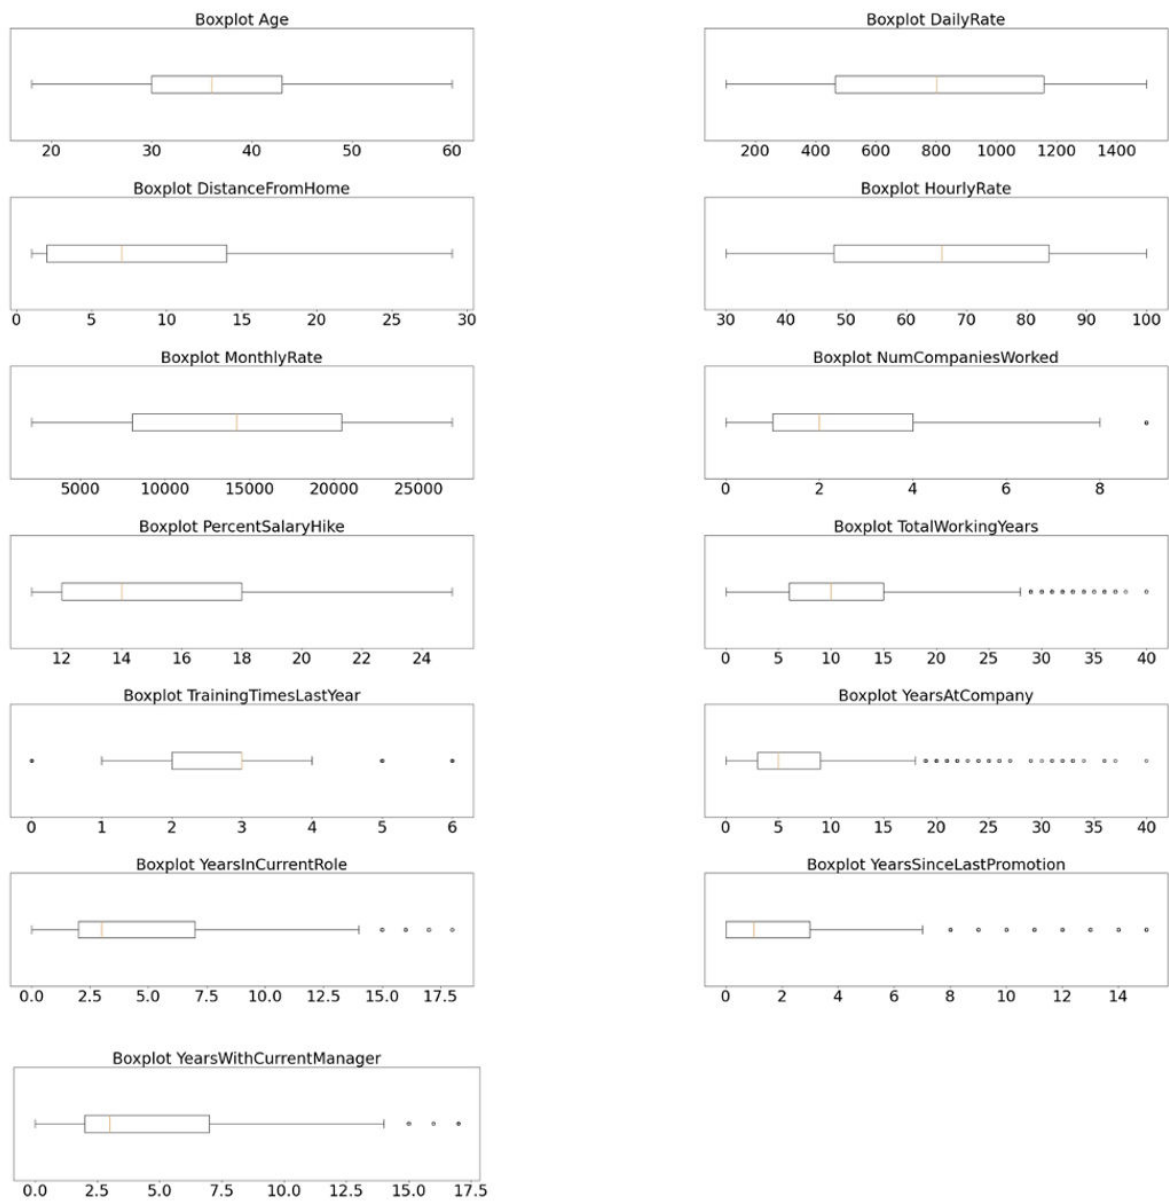 Boxplot Age
20 30 40 50 60
Boxplot DailyRate
200 400 600 800 1000 1200 1400
Boxplot DistanceFromHome
0 5 10 15 20 25 30
Boxplot HourlyRate
30 40 50 60 70 80 90 100
Boxplot MonthlyRate
5000 10000 15000 20000 25000
Boxplot NumCompaniesWorked
0 2 4 6 8
Boxplot PercentSalaryHike
12 14 16 18 20 22 24
Boxplot TotalWorkingYears
0 5 10 15 20 25 30 35 40
Boxplot TrainingTimesLastYear
0 1 2 3 4 5 6
Boxplot YearsAtCompany
0 5 10 15 20 25 30 35 40
Boxplot YearsInCurrentRole
0.0 2.5 5.0 7.5 10.0 12.5 15.0 17.5
Boxplot YearsSinceLastPromotion
0 2 4 6 8 10 12 14
Boxplot YearsWithCurrentManager
0.0 2.5 5.0 7.5 10.0 12.5 15.0 17.5